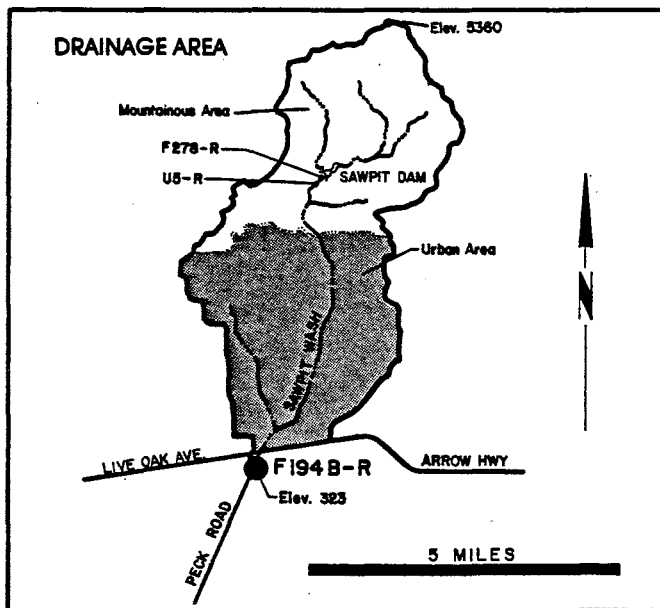 DRAINAGE AREA
Elev. 5360
Mountainous Area
F278-R
SAWPIT DAM
U5-R
Urban Area
N
SAWPIT WASH
LIVE OAK AVE.
F194B-R
ARROW HWY
Elev. 323
PECK ROAD
5 MILES